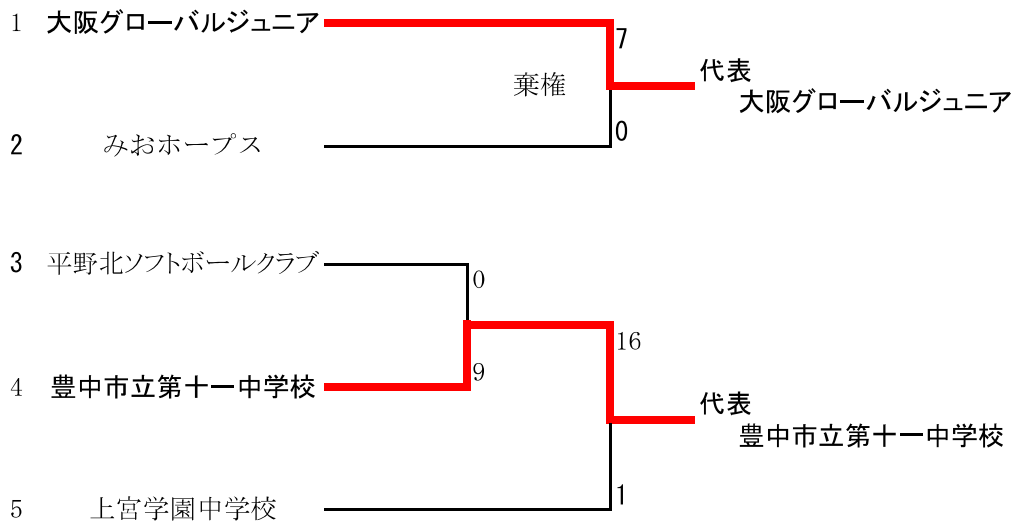 1 大阪グローバルジュニア
7
代表
棄権
大阪グローバルジュニア
0
2 みおホープス
3 平野北ソフトボールクラブ
0
16
9
4 豊中市立第十一中学校
代表
豊中市立第十一中学校
1
5 上宮学園中学校